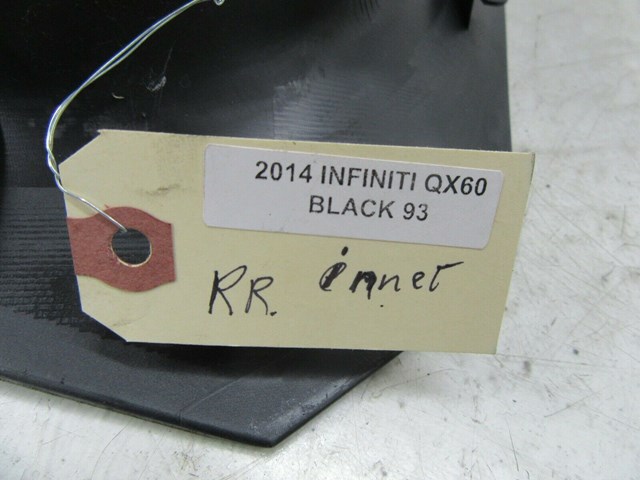 2014 INFINITI QX60
BLACK 93
RR. inner